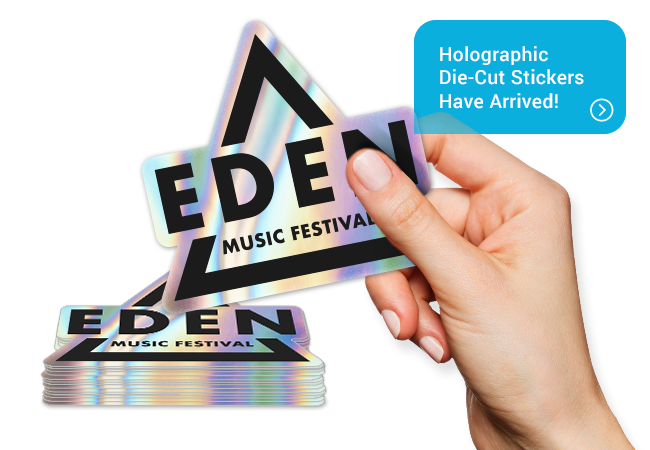 Holographic
Die-Cut Stickers
Have Arrived!
EDEN
MUSIC FESTIVAL
EDEN
MUSIC FESTIVAL